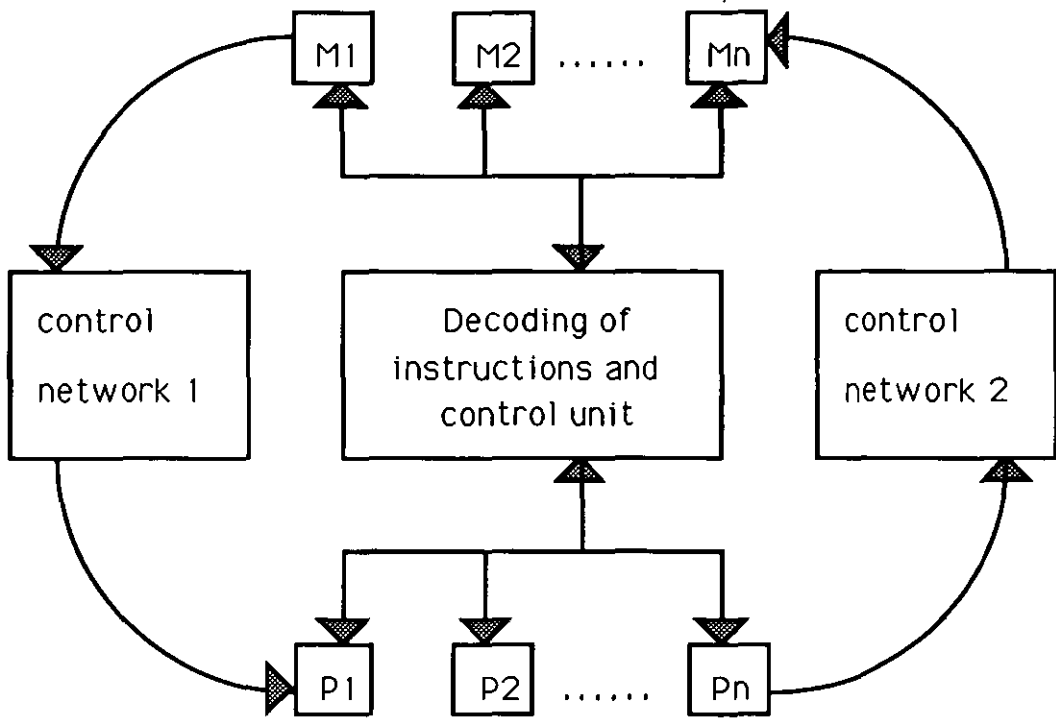 M1 M2 ...... Mn
control
network 1
Decoding of
instructions and
control unit
control
network 2
P1 P2 ...... Pn